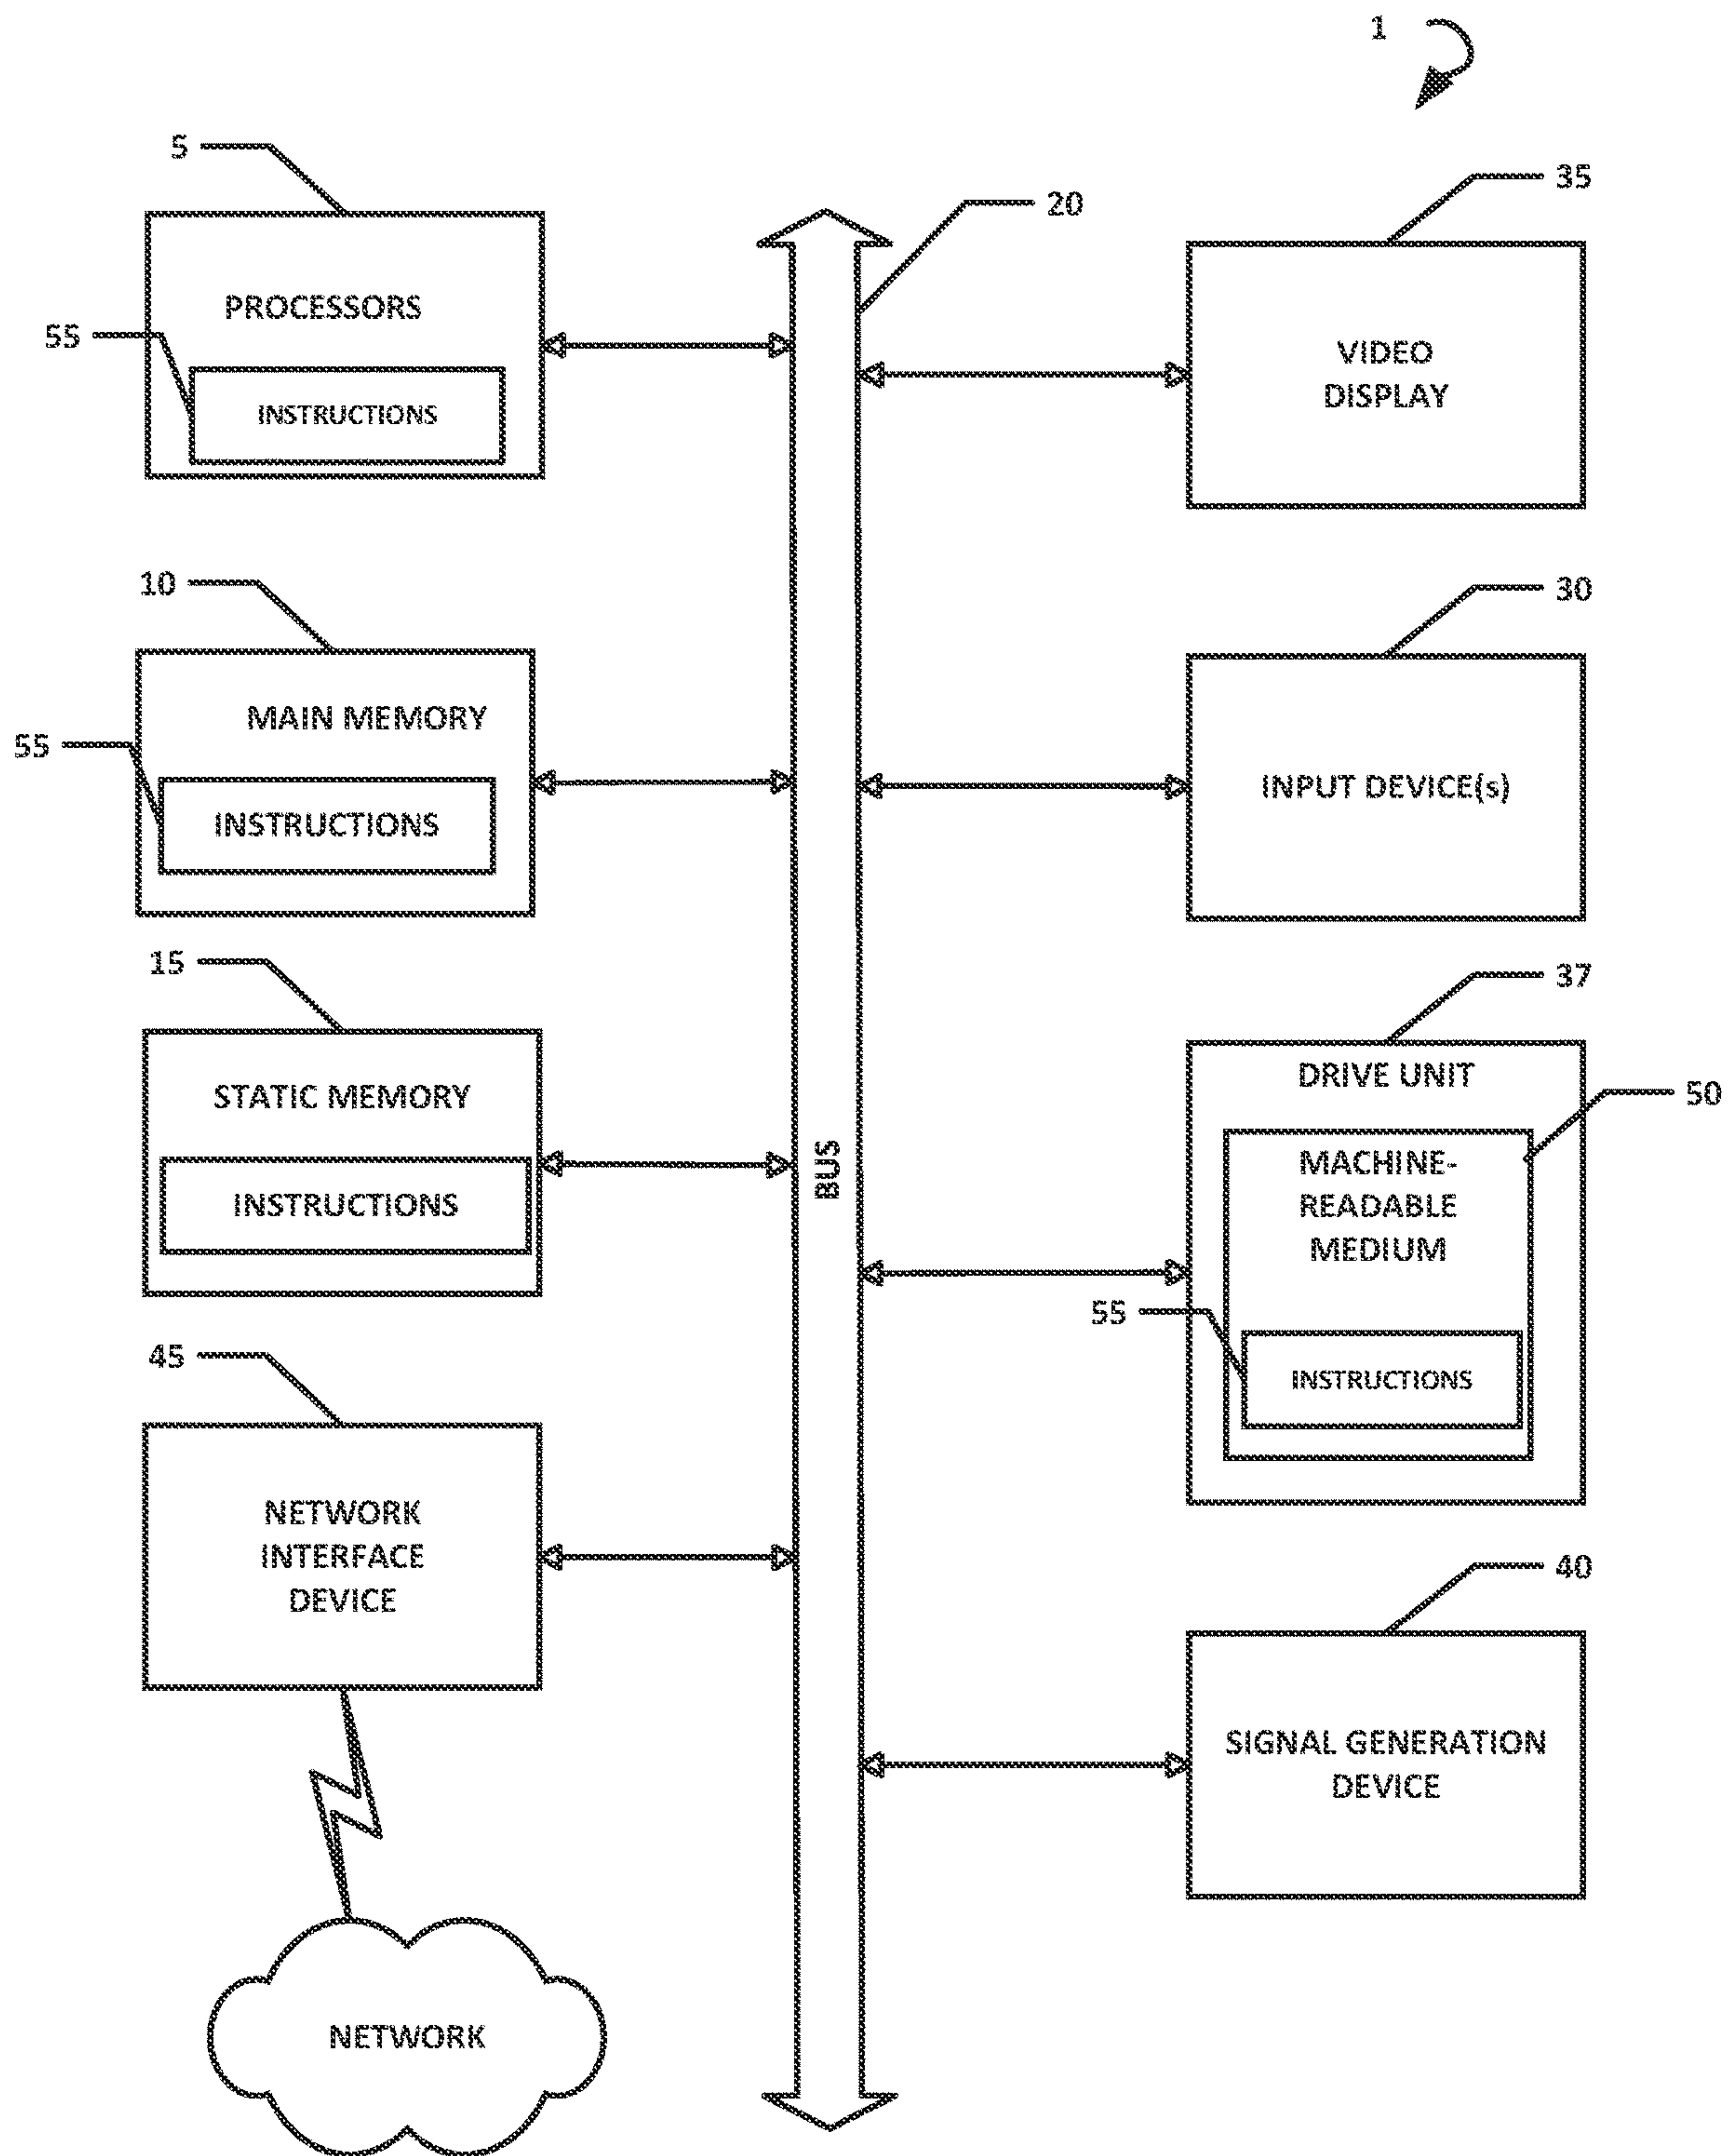 1
5
PROCESSORS
55
INSTRUCTIONS
10
MAIN MEMORY
55
INSTRUCTIONS
15
STATIC MEMORY
INSTRUCTIONS
45
NETWORK
INTERFACE
DEVICE
NETWORK
20
BUS
35
VIDEO
DISPLAY
30
INPUT DEVICE(s)
37
DRIVE UNIT
50
MACHINE-
READABLE
MEDIUM
55
INSTRUCTIONS
40
SIGNAL GENERATION
DEVICE